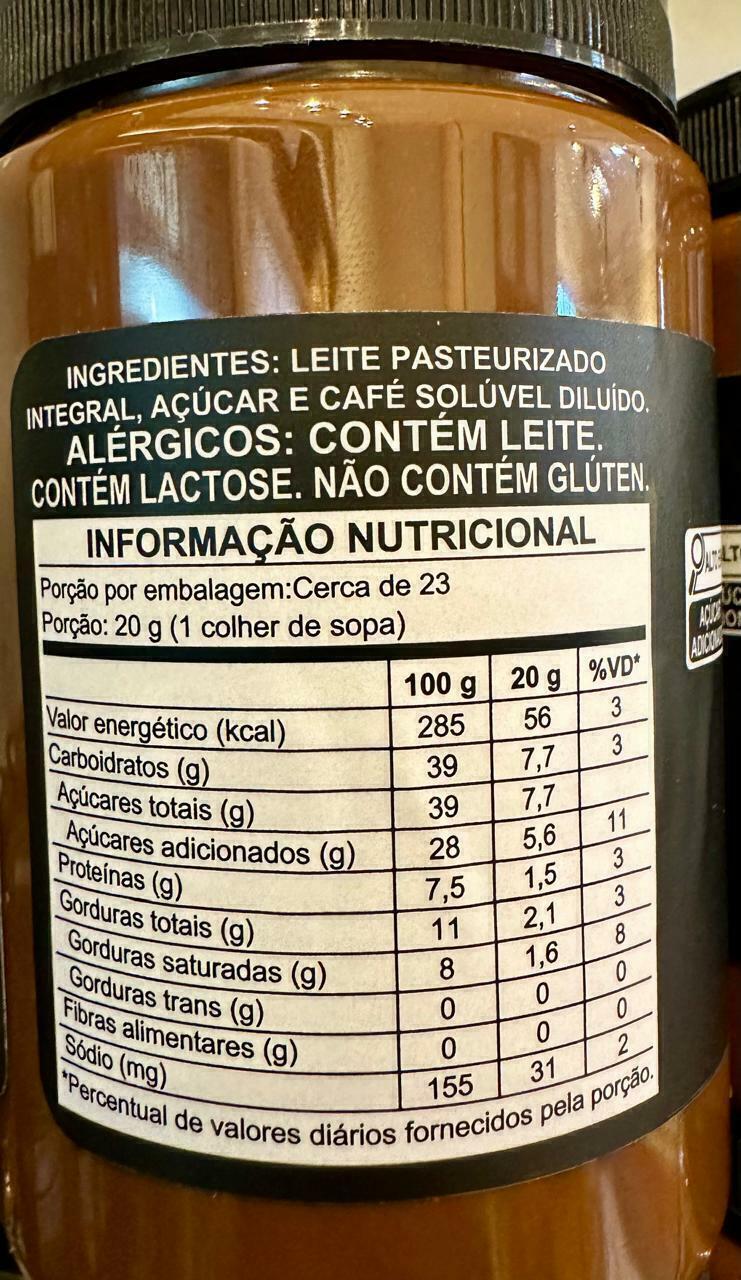 INGREDIENTES: LEITE PASTEURIZADO
INTEGRAL, AÇÚCAR E CAFÉ SOLÚVEL DILUÍDO.
ALÉRGICOS: CONTÉM LEITE.
CONTÉM LACTOSE. NÃO CONTÉM GLÚTEN.
INFORMAÇÃO NUTRICIONAL
Porção por embalagem:Cerca de 23
Porção: 20 g (1 colher de sopa)
100 g 20 g %VD*
Valor energético (kcal) 285 56 3
Carboidratos (g) 39 7,7 3
Açúcares totais (g) 39 7,7
Açúcares adicionados (g) 28 5,6 11
Proteínas (g) 7,5 1,5 3
Gorduras totais (g) 11 2,1 3
Gorduras saturadas (g) 8 1,6 8
Gorduras trans (g) 0 0 0
Fibras alimentares (g) 0 0 0
Sódio (mg) 155 31 2
*Percentual de valores diários fornecidos pela porção.